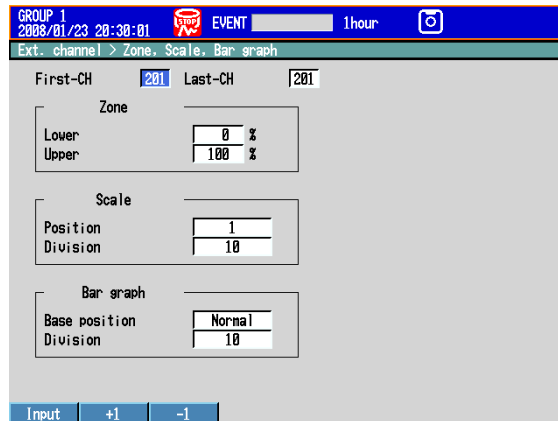 GROUP 1
2008/01/23 20:30:01 STOP EVENT 1hour
Ext. channel > Zone, Scale, Bar graph
First-CH 201 Last-CH 201
Zone
Lower 0 %
Upper 100 %
Scale
Position 1
Division 10
Bar graph
Base position Normal
Division 10
Input +1 -1